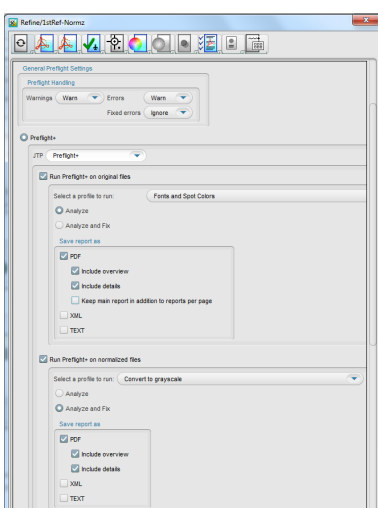 Refine/1stRef-Normz
General Preflight Settings
Preflight Handling
Warnings Warn Errors Warn
Fixed errors Ignore
Preflight+
JTP Preflight+
Run Preflight+ on original files
Select a profile to run: Fonts and Spot Colors
Analyze
Analyze and Fix
Save report as
PDF
Include overview
Include details
Keep main report in addition to reports per page
XML
TEXT
Run Preflight+ on normalized files
Select a profile to run: Convert to grayscale
Analyze
Analyze and Fix
Save report as
PDF
Include overview
Include details
XML
TEXT